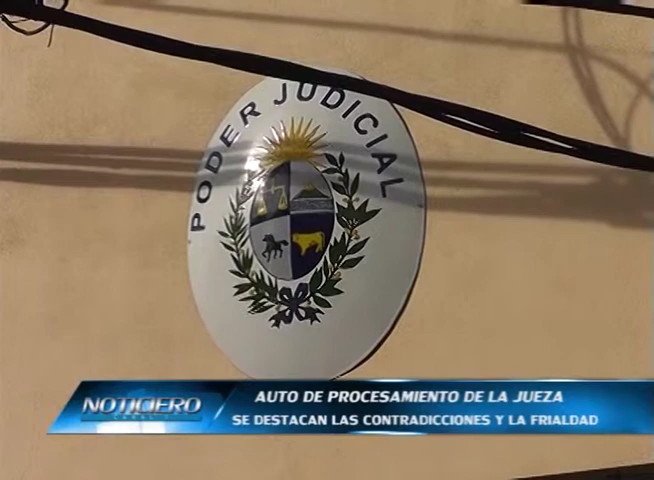 PODER JUDICIAL
NOTICIERO
AUTO DE PROCESAMIENTO DE LA JUEZA
SE DESTACAN LAS CONTRADICCIONES Y LA FRIALDAD